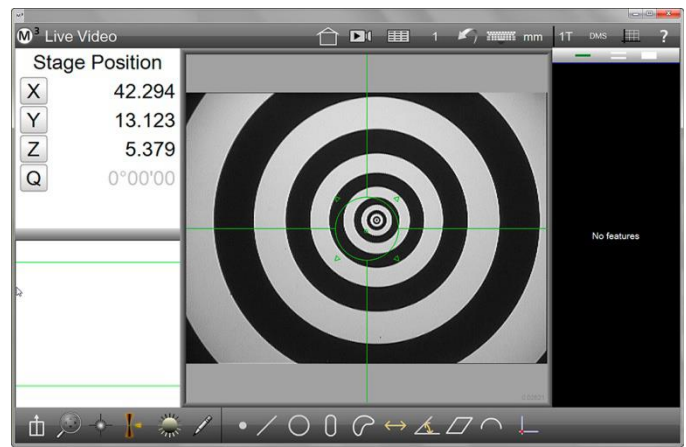 M³ Live Video
1
mm
1T
DMS
?
Stage Position
X 42.294
Y 13.123
Z 5.379
Q 0°00'00
No features